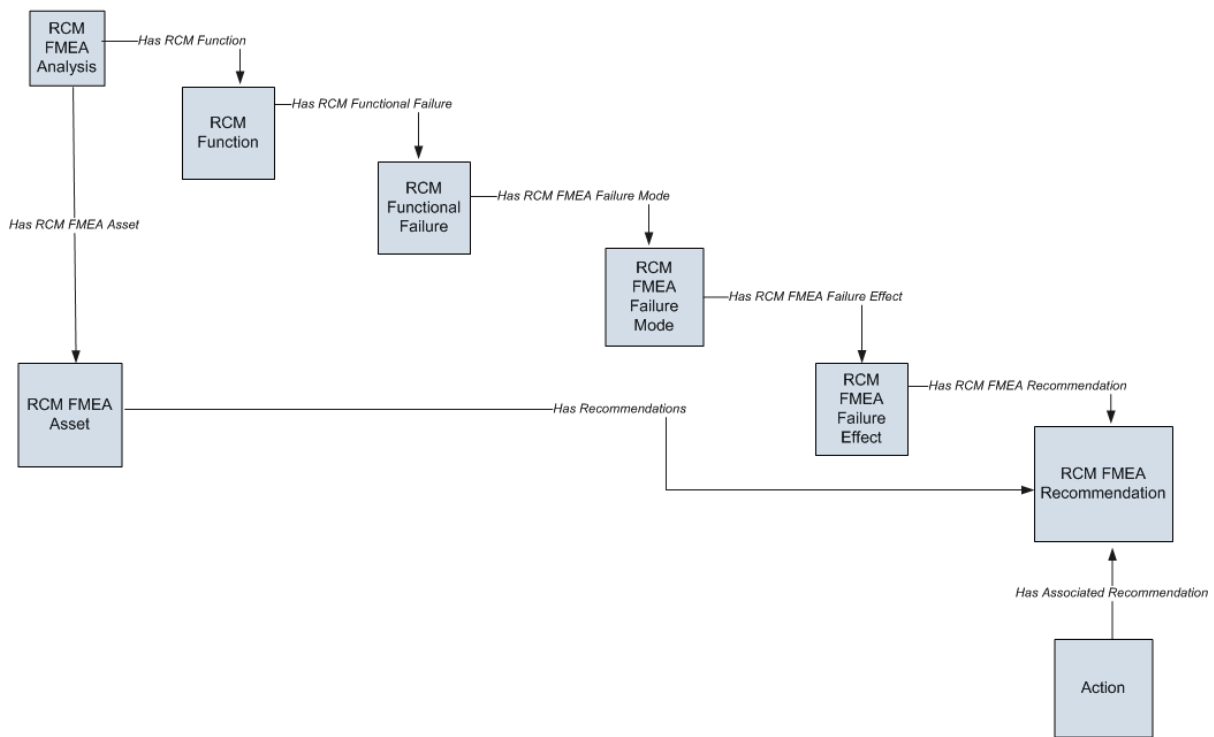 RCM
FMEA
Analysis
Has RCM Function
RCM
Function
Has RCM Functional Failure
RCM
Functional
Failure
Has RCM FMEA Failure Mode
Has RCM FMEA Asset
RCM
FMEA
Failure
Mode
Has RCM FMEA Failure Effect
RCM
FMEA
Failure
Effect
Has RCM FMEA Recommendation
RCM FMEA
Asset
Has Recommendations
RCM FMEA
Recommendation
Has Associated Recommendation
Action